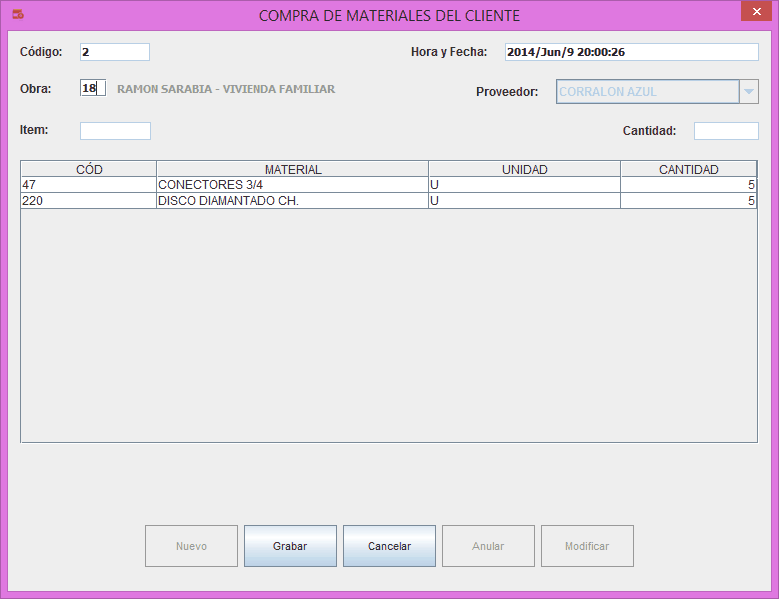 COMPRA DE MATERIALES DEL CLIENTE
Código: 2 Hora y Fecha: 2014/Jun/9 20:00:26
Obra: 18 RAMON SARABIA - VIVIENDA FAMILIAR Proveedor: CORRALON AZUL
Item: Cantidad:
CÓD MATERIAL UNIDAD CANTIDAD
47 CONECTORES 3/4 U 5
220 DISCO DIAMANTADO CH. U 5
Nuevo Grabar Cancelar Anular Modificar